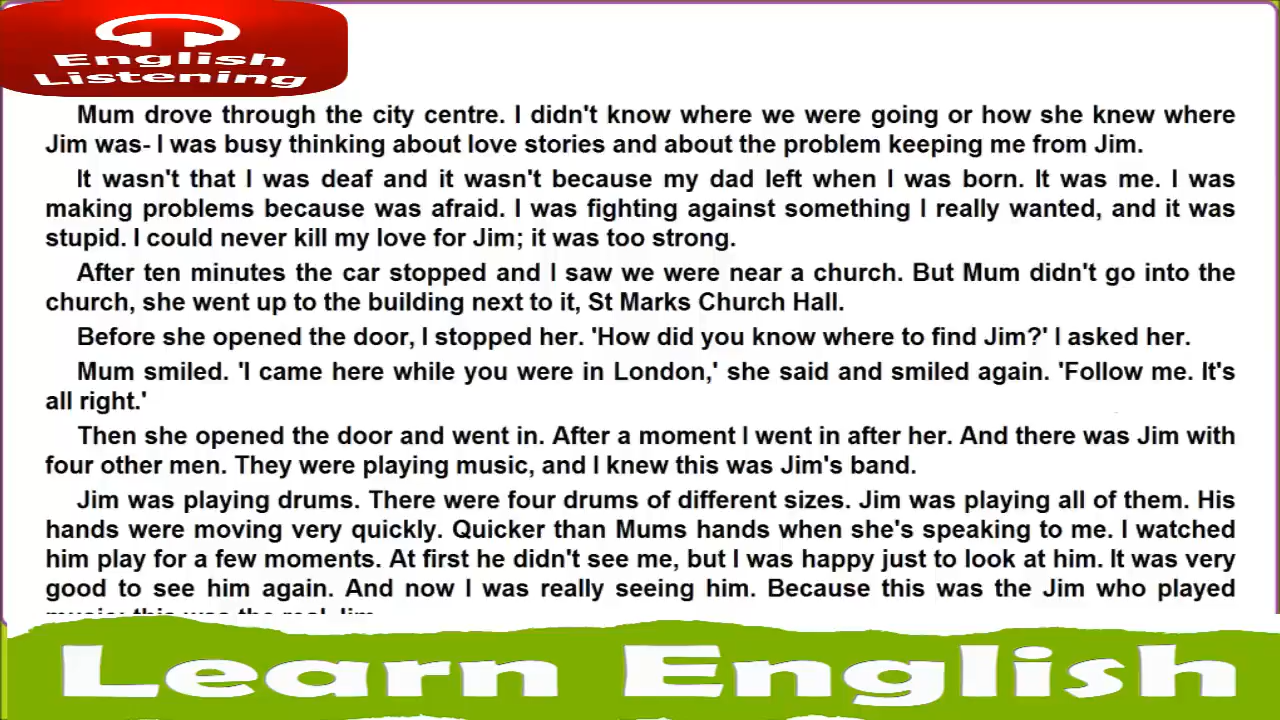 English
Listening
Mum drove through the city centre. I didn't know where we were going or how she knew where
Jim was- I was busy thinking about love stories and about the problem keeping me from Jim.
It wasn't that I was deaf and it wasn't because my dad left when I was born. It was me. I was
making problems because was afraid. I was fighting against something I really wanted, and it was
stupid. I could never kill my love for Jim; it was too strong.
After ten minutes the car stopped and I saw we were near a church. But Mum didn't go into the
church, she went up to the building next to it, St Marks Church Hall.
Before she opened the door, I stopped her. 'How did you know where to find Jim?' I asked her.
Mum smiled. 'I came here while you were in London,' she said and smiled again. 'Follow me. It's
all right.'
Then she opened the door and went in. After a moment I went in after her. And there was Jim with
four other men. They were playing music, and I knew this was Jim's band.
Jim was playing drums. There were four drums of different sizes. Jim was playing all of them. His
hands were moving very quickly. Quicker than Mums hands when she's speaking to me. I watched
him play for a few moments. At first he didn't see me, but I was happy just to look at him. It was very
good to see him again. And now I was really seeing him. Because this was the Jim who played
music; this was the real Jim
Learn English